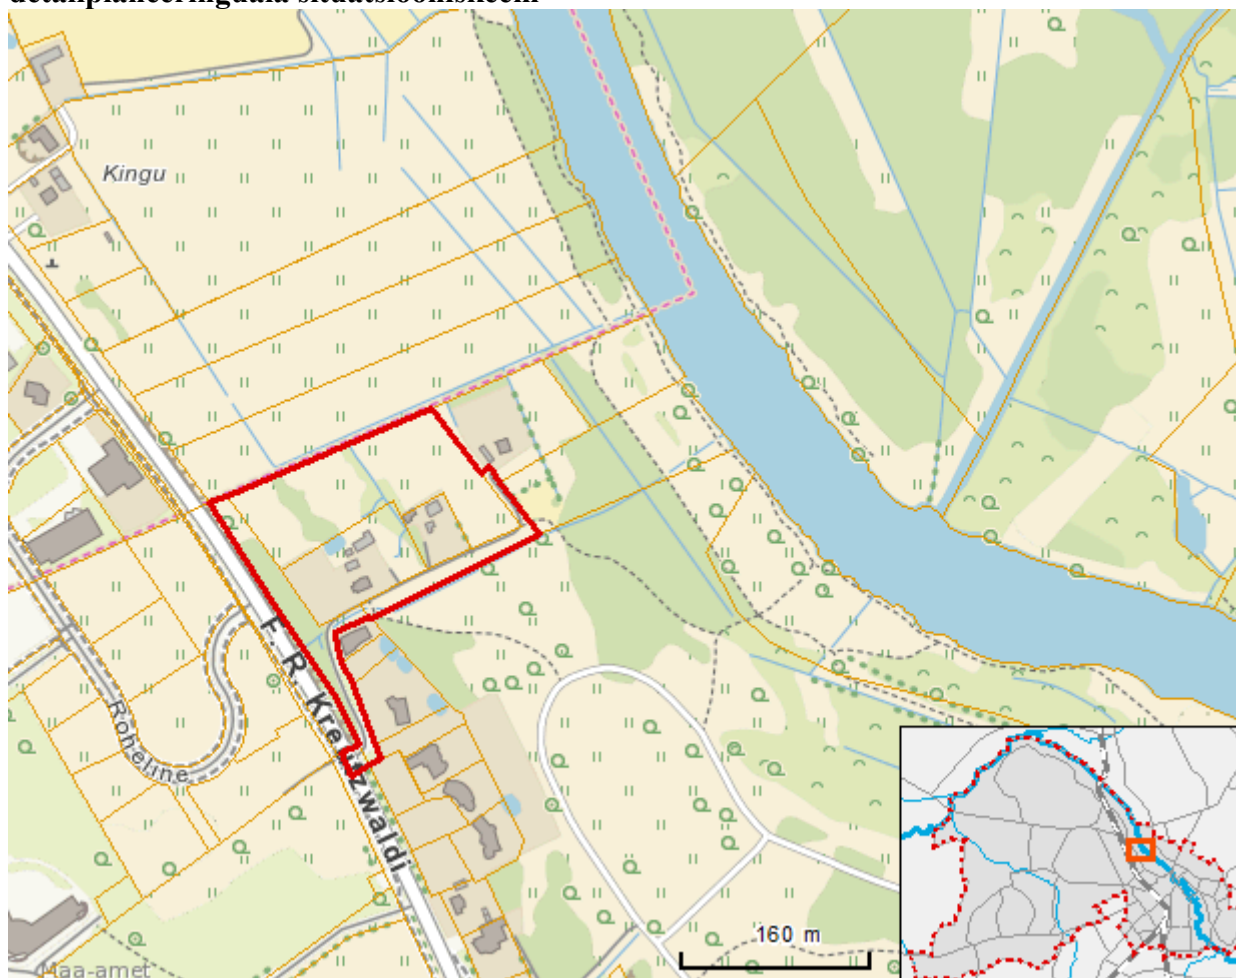 detailplaneeringuala situatsiooniskeem
Kingu
F. R. Kreutzwaldi
Roheline
160 m
Maa-amet